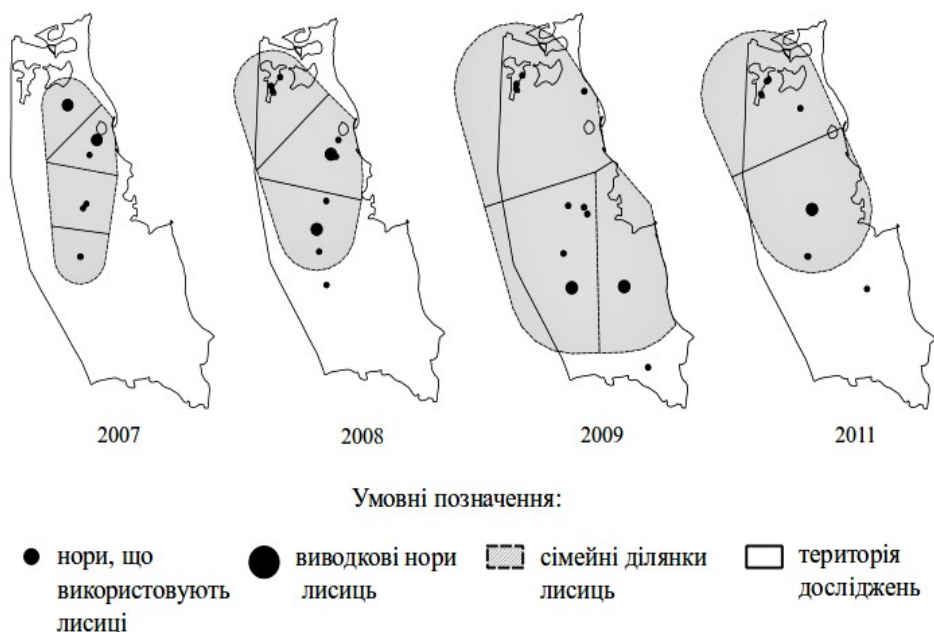 2007
2008
2009
2011
Умовні позначення:
нори, що
використовують
лисиці
виводкові нори
лисиць
сімейні ділянки
лисиць
територія
досліджень